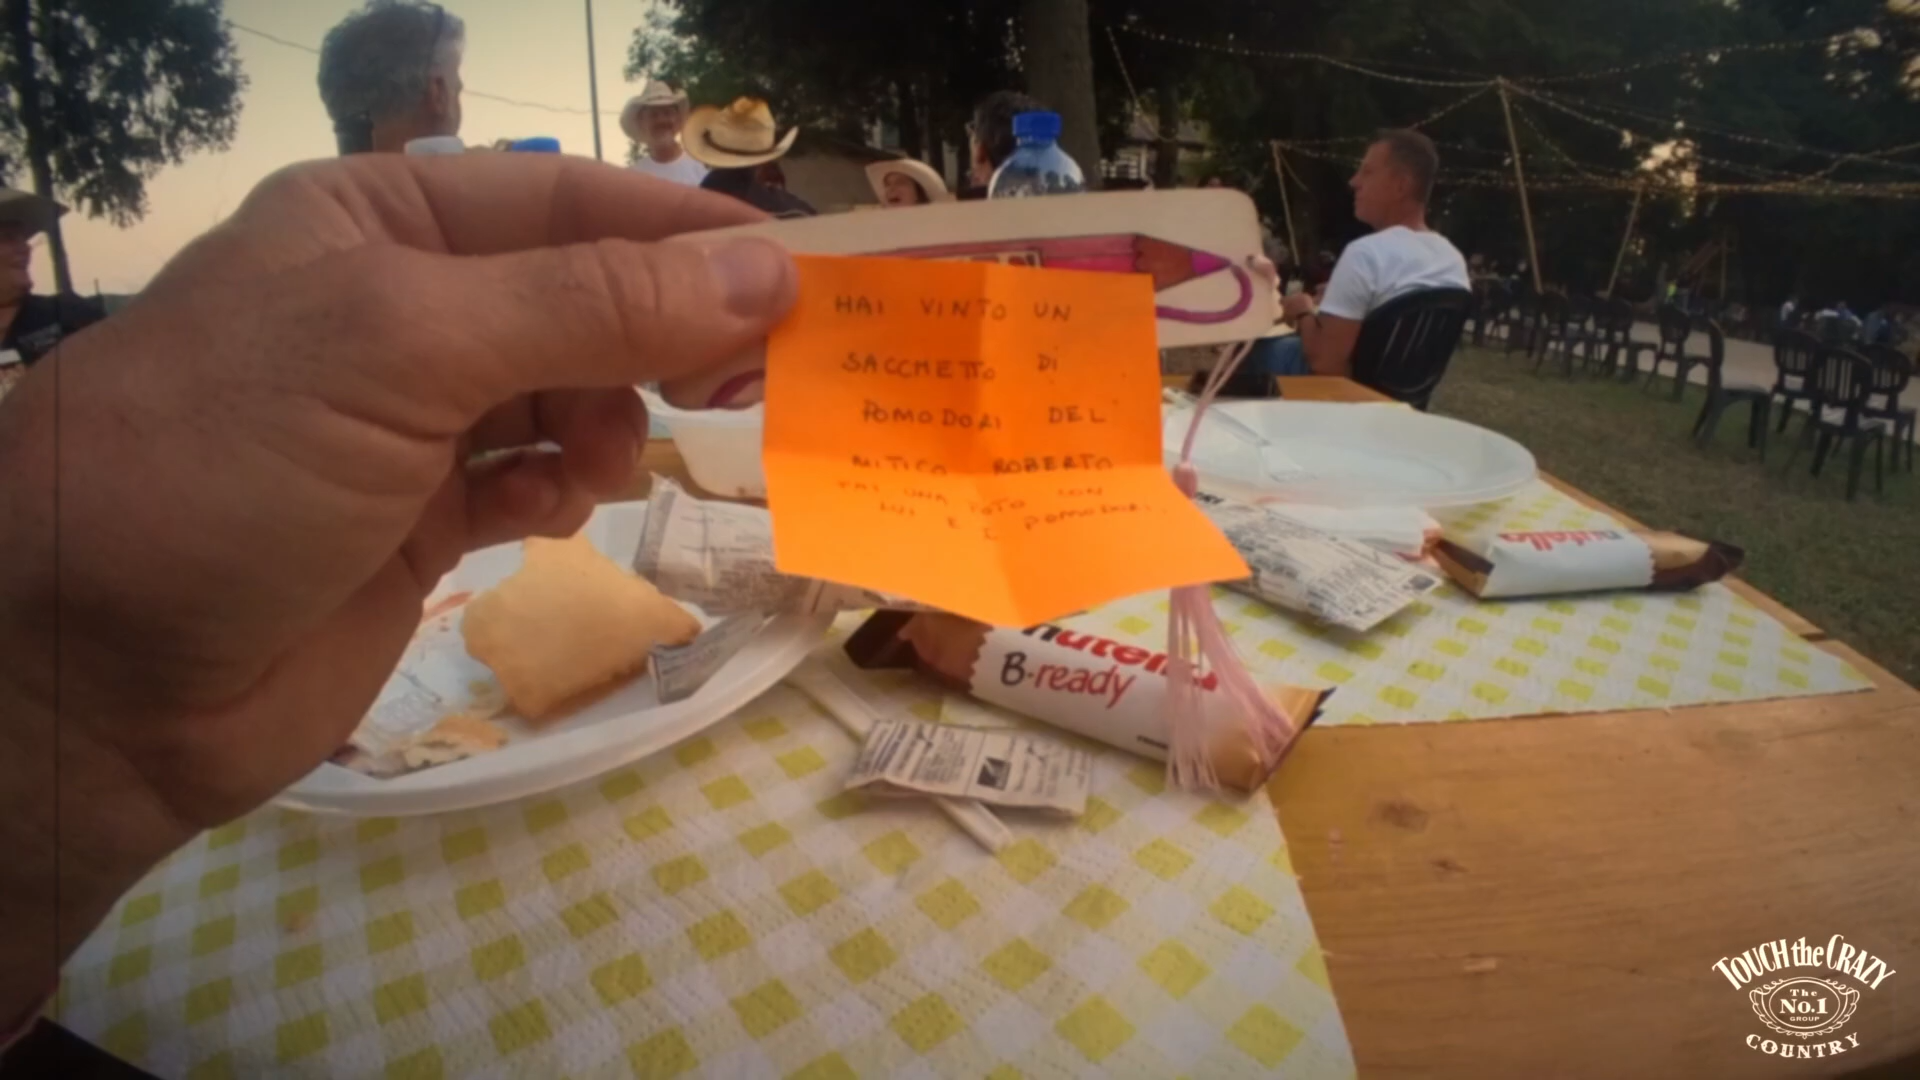 HAI VINTO UN
SACCHETTO DI
POMODORI DEL
MITICO ROBERTO
FAI UNA FOTO CON
LUI E I POMODORI.
nutella
B-ready
nutella
TOUCH the CRAZY
The
No.1
GROUP
COUNTRY